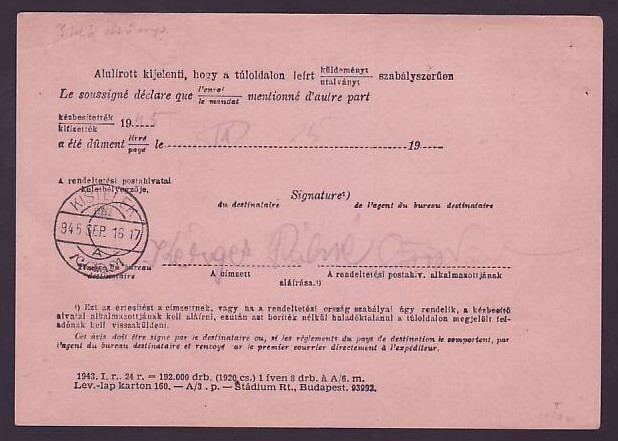 Alulírott kijelenti, hogy a túloldalon leírt küldeményt / utalványt szabályszerűen
Le soussigné déclare que l'envoi / le mandat mentionné d'autre part
kézbesítették / kifizették 1945
a été dûment livré / payé le 15 19
A rendeltetési postahivatal
keletbélyegzője,
Signature¹)
du destinataire de l'agent du bureau destinataire
KISTELEK
945 SEP. 16 17
A
Timbre du bureau
destinataire
A címzett A rendeltetési postahiv. alkalmazottjának
aláírása.¹)
¹) Ezt az értesítést a címzettnek, vagy ha a rendeltetési ország szabályai úgy rendelik, a kézbesítő
hivatal alkalmazottjának kell aláírni, ezután azt boríték nélkül haladéktalanul a túloldalon megjelölt fel-
adónak kell visszaküldeni.
Cet avis doit être signé par le destinataire ou, si les règlements du pays de destination le comportent, par
l'agent du bureau destinataire et renvoyé par le premier courrier directement à l'expéditeur.
1943. I. r., 24 r. = 192.000 drb. (1920 cs.) 1 íven 8 drb. à A/6. m.
Lev.-lap karton 160. — A/3 . p. — Stádium Rt., Budapest. 93992.